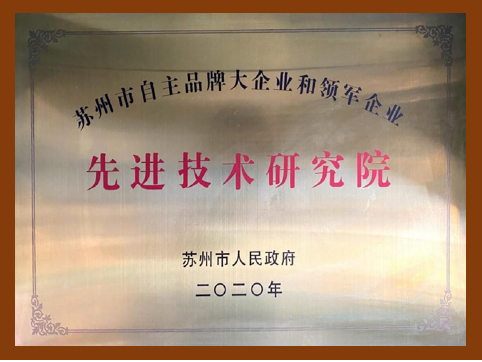 苏州市自主品牌大企业和领军企业
先进技术研究院
苏州市人民政府
二〇二〇年